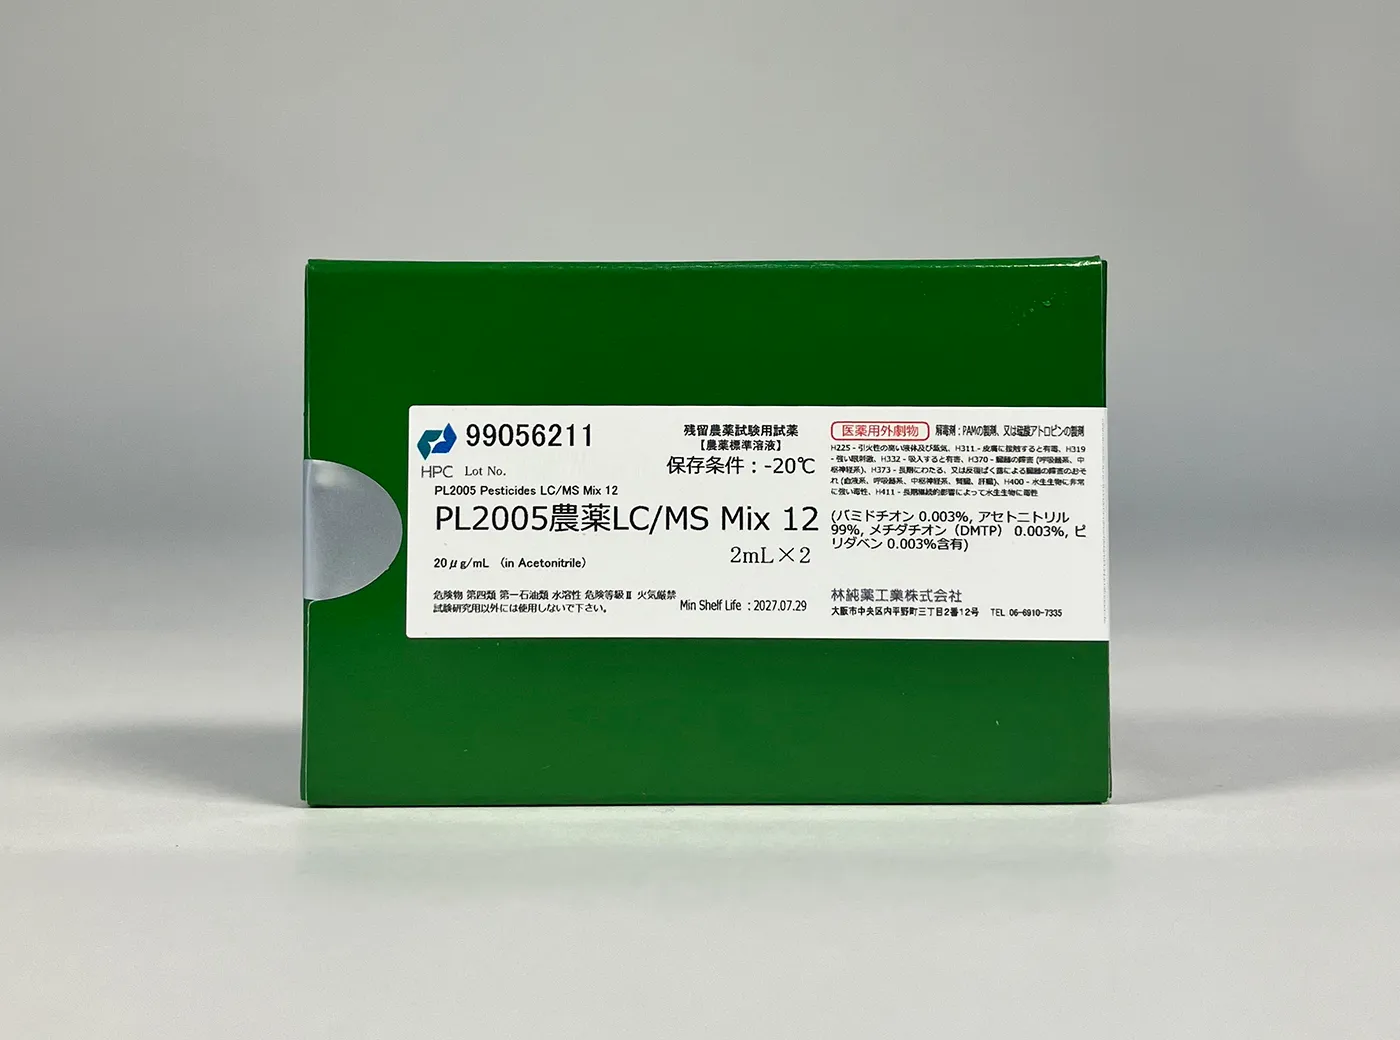 99056211
HPC Lot No.
残留農薬試験用試薬
【農薬標準溶液】
保存条件：-20℃
PL2005 Pesticides LC/MS Mix 12
PL2005農薬LC/MS Mix 12
2mL×2
20μg/mL （in Acetonitrile）
危険物 第四類 第一石油類 水溶性 危険等級Ⅱ 火気厳禁
試験研究用以外には使用しないで下さい。
Min Shelf Life ：2027.07.29
医薬用外劇物 解毒剤：PAMの製薬、又は硫酸アトロピンの製剤
H225 - 引火性の高い液体及び蒸気、H311 - 皮膚に接触すると有毒、H319
- 強い眼刺激、H332 - 吸入すると有害、H370 - 臓器の障害 (呼吸器系、中
枢神経系)、H373 - 長期にわたる、又は反復ばく露による臓器の障害のおそ
れ (血液系、呼吸器系、中枢神経系、腎臓、肝臓)、H400 - 水生生物に非常
に強い毒性、H411 - 長期継続的影響によって水生生物に毒性
(バミドチオン 0.003%, アセトニトリル
99%, メチダチオン（DMTP） 0.003%, ピ
リダベン 0.003%含有)
林純薬工業株式会社
大阪市中央区内平野町三丁目2番12号 TEL 06-6910-7335